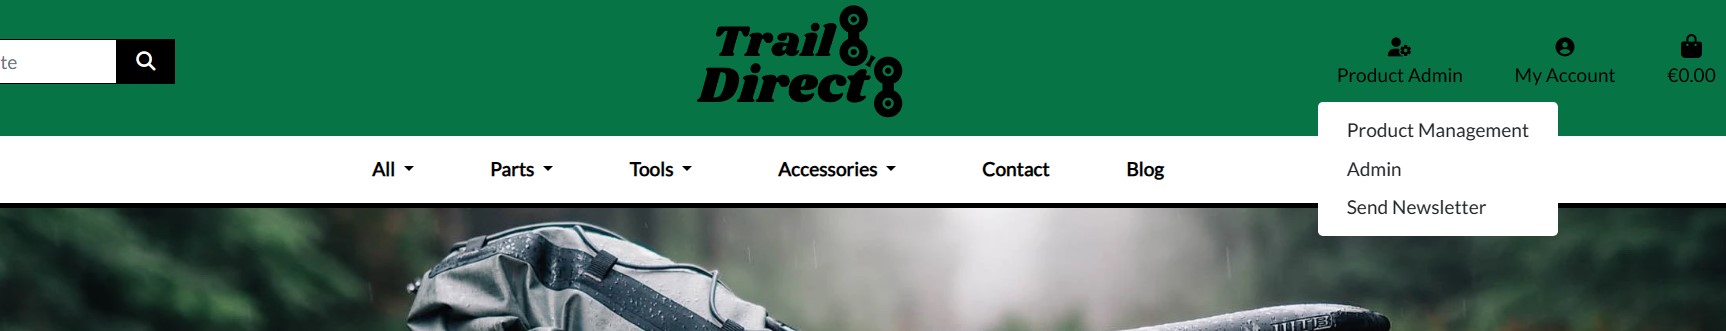 te
Trail
Direct
Product Admin
My Account
€0.00
Product Management
Admin
Send Newsletter
All
Parts
Tools
Accessories
Contact
Blog
WTB